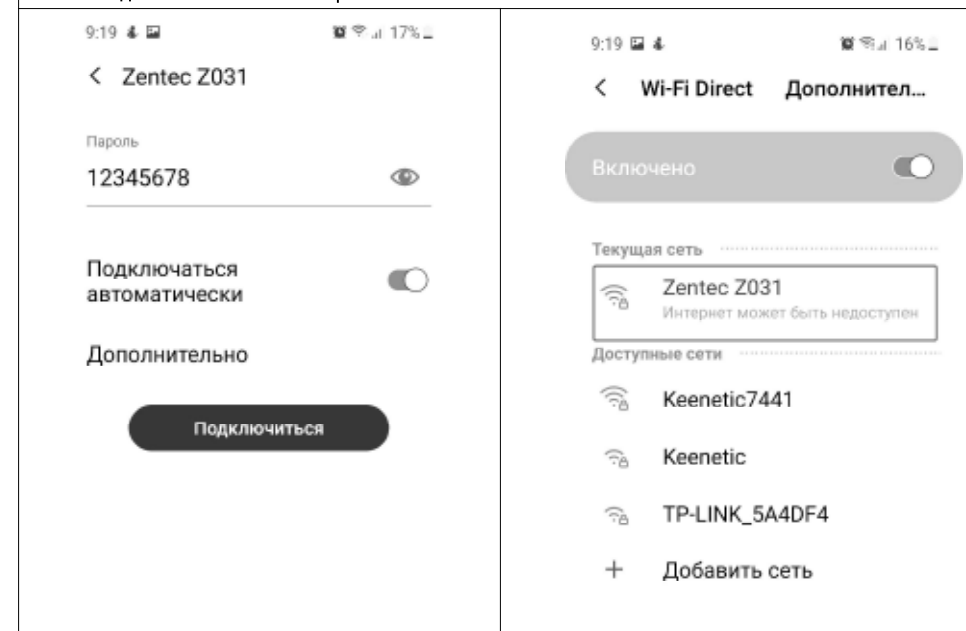 9:19 17%
Zentec Z031
Пароль
12345678
Подключаться
автоматически
Дополнительно
Подключиться
9:19 16%
Wi-Fi Direct Дополнител...
Включено
Текущая сеть
Zentec Z031
Интернет может быть недоступен
Доступные сети
Keenetic7441
Keenetic
TP-LINK_5A4DF4
+ Добавить сеть